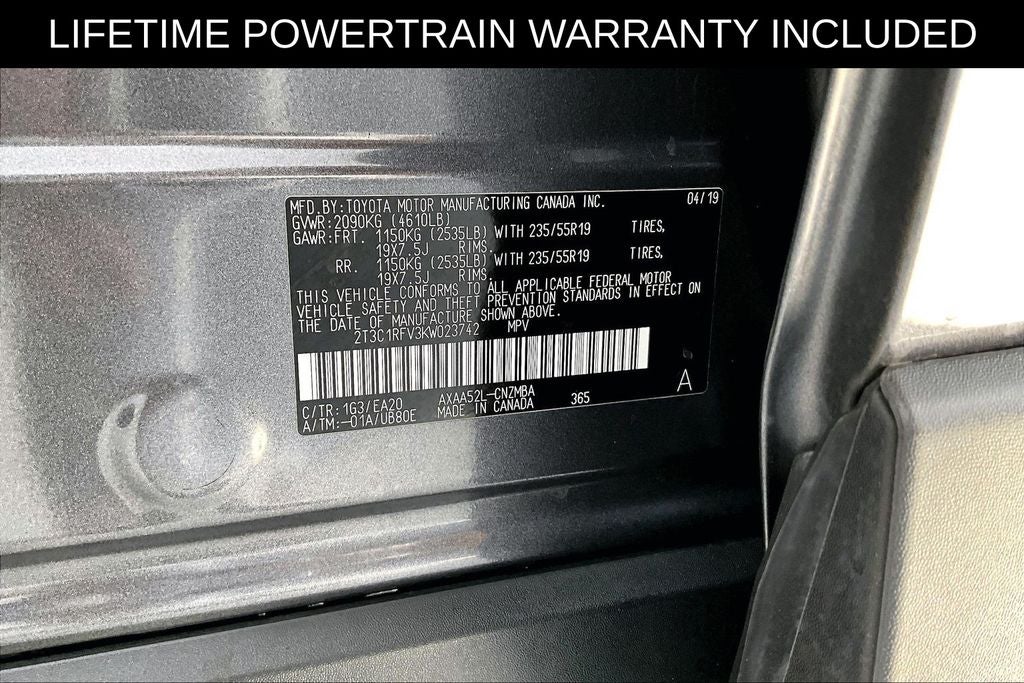 LIFETIME POWERTRAIN WARRANTY INCLUDED
MFD.BY:TOYOTA MOTOR MANUFACTURING CANADA INC. 04/19
GVWR:2090KG (4610LB)
GAWR:FRT. 1150KG (2535LB) WITH 235/55R19 TIRES,
19X7.5J RIMS.
RR. 1150KG (2535LB) WITH 235/55R19 TIRES,
19X7.5J RIMS.
THIS VEHICLE CONFORMS TO ALL APPLICABLE FEDERAL MOTOR
VEHICLE SAFETY AND THEFT PREVENTION STANDARDS IN EFFECT ON
THE DATE OF MANUFACTURE SHOWN ABOVE.
2T3C1RFV3KW023742 MPV
C/TR:1G3/EA20 AXAA52L-CNZMBA 365 A
A/TM:-01A/UB80E MADE IN CANADA